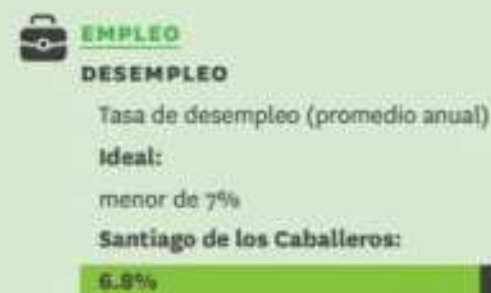 EMPLEO
DESEMPLEO
Tasa de desempleo (promedio anual)
Ideal:
menor de 7%
Santiago de los Caballeros:
6.8%